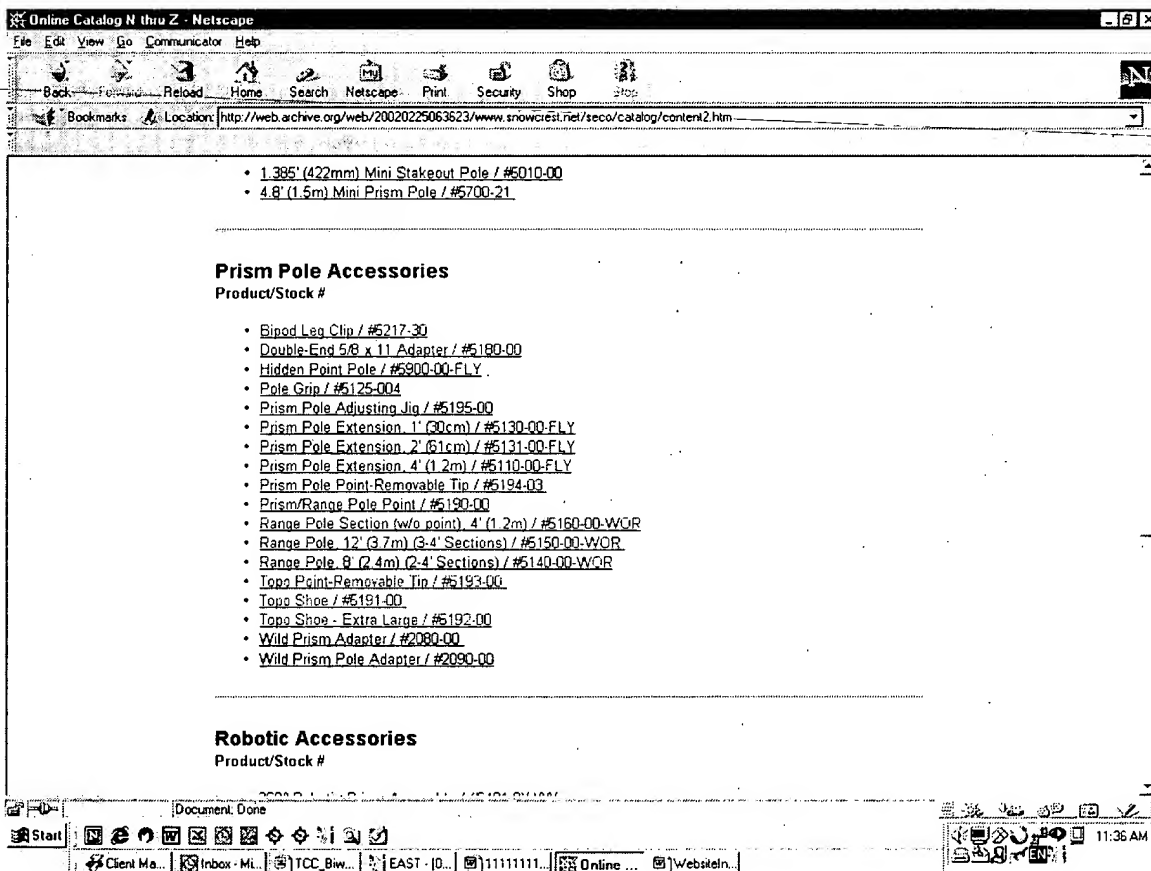 Online Catalog N thru Z - Netscape
File Edit View Go Communicator Help
Back Forward Reload Home Search Netscape Print Security Shop Stop
Bookmarks Location: http://web.archive.org/web/20020225063623/www.snowcrest.net/seco/catalog/content2.htm
• 1.385' (422mm) Mini Stakeout Pole / #5010-00
• 4.8' (1.5m) Mini Prism Pole / #5700-21
Prism Pole Accessories
Product/Stock #
• Bipod Leg Clip / #5217-30
• Double-End 5/8 x 11 Adapter / #5180-00
• Hidden Point Pole / #5900-00-FLY
• Pole Grip / #5125-004
• Prism Pole Adjusting Jig / #5195-00
• Prism Pole Extension, 1' (30cm) / #5130-00-FLY
• Prism Pole Extension, 2' (61cm) / #5131-00-FLY
• Prism Pole Extension, 4' (1.2m) / #5110-00-FLY
• Prism Pole Point-Removable Tip / #5194-03
• Prism/Range Pole Point / #5190-00
• Range Pole Section (w/o point), 4' (1.2m) / #5160-00-WOR
• Range Pole, 12' (3.7m) (3-4' Sections) / #5150-00-WOR
• Range Pole, 8' (2.4m) (2-4' Sections) / #5140-00-WOR
• Topo Point-Removable Tip / #5193-00
• Topo Shoe / #5191-00
• Topo Shoe - Extra Large / #5192-00
• Wild Prism Adapter / #2080-00
• Wild Prism Pole Adapter / #2090-00
Robotic Accessories
Product/Stock #
Document: Done
Start 11:36 AM
Client Ma... Inbox - Mi... TCC_Biw... EAST - [0... 11111111... Online ... WebsiteIn... EN